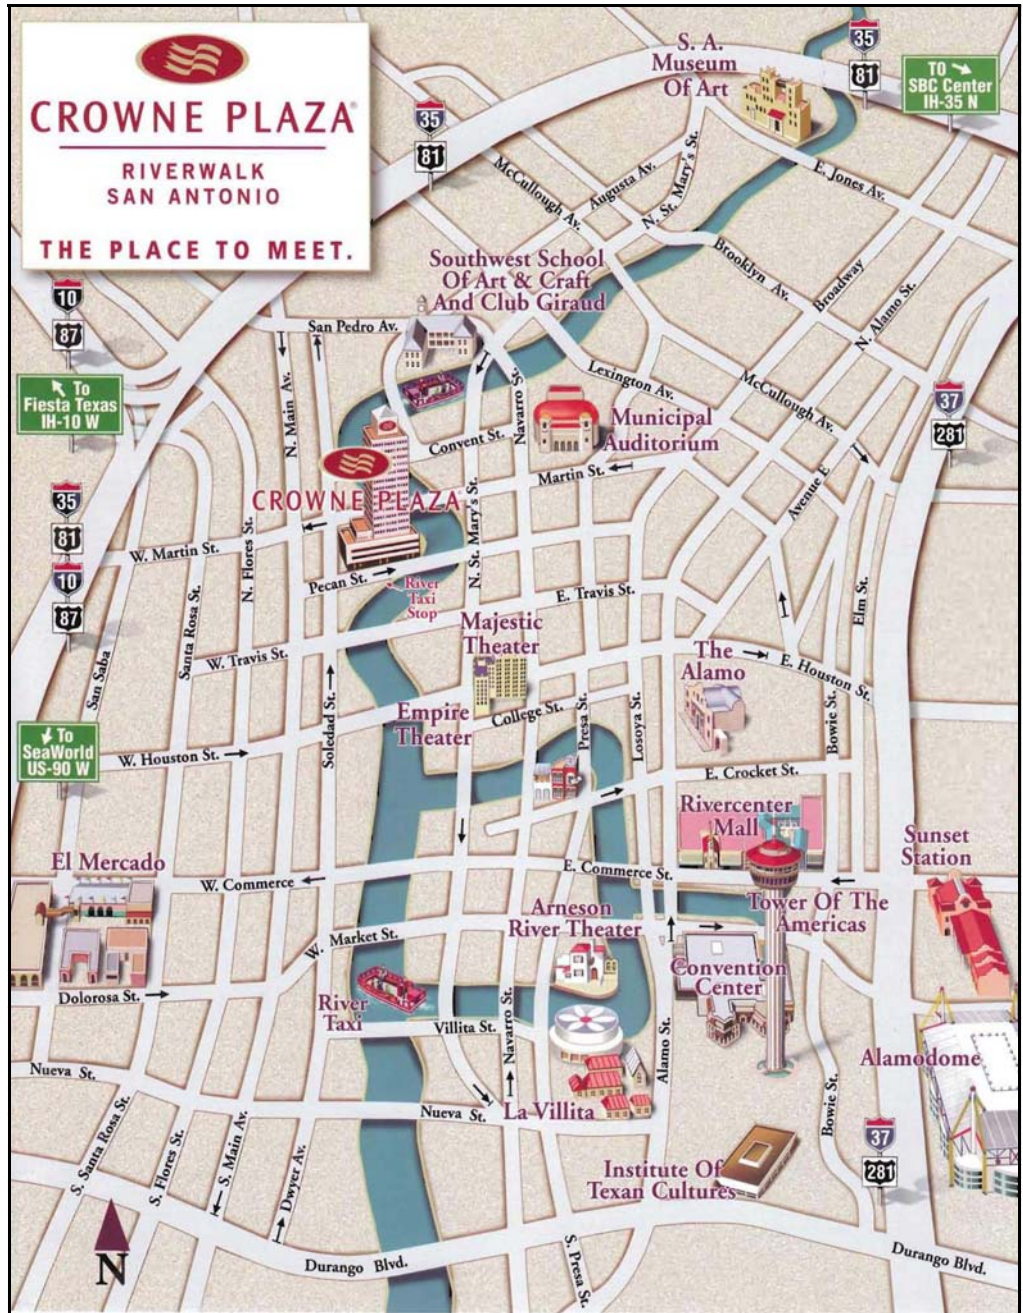 CROWNE PLAZA®
RIVERWALK
SAN ANTONIO
THE PLACE TO MEET.
S. A.
Museum
Of Art
35
81
TO
SBC Center
IH-35 N
35
81
McCullough Av.
Augusta Av.
N. St. Mary's St.
E. Jones Av.
Brooklyn Av.
Broadway
N. Alamo St.
Southwest School
Of Art & Craft
And Club Giraud
10
87
San Pedro Av.
To
Fiesta Texas
IH-10 W
N. Main Av.
Navarro St.
Lexington Av.
McCullough Av.
37
281
Municipal
Auditorium
Convent St.
Martin St.
CROWNE PLAZA
Avenue E
35
81
10
87
W. Martin St.
N. Flores St.
N. St. Mary's St.
Pecan St.
River
Taxi
Stop
E. Travis St.
Elm St.
Santa Rosa St.
W. Travis St.
San Saba
Majestic
Theater
The
Alamo
E. Houston St.
Soledad St.
Empire
Theater
College St.
Presa St.
Losoya St.
Bowie St.
To
SeaWorld
US-90 W
W. Houston St.
E. Crocket St.
Rivercenter
Mall
El Mercado
W. Commerce
E. Commerce St.
Sunset
Station
Tower Of The
Americas
Arneson
River Theater
W. Market St.
Convention
Center
Dolorosa St.
River
Taxi
Villita St.
Navarro St.
Alamo St.
Alamodome
Nueva St.
Nueva St.
La Villita
Bowie St.
S. Santa Rosa St.
S. Flores St.
S. Main Av.
Dwyer Av.
37
281
Institute Of
Texan Cultures
N
Durango Blvd.
S. Presa St.
Durango Blvd.